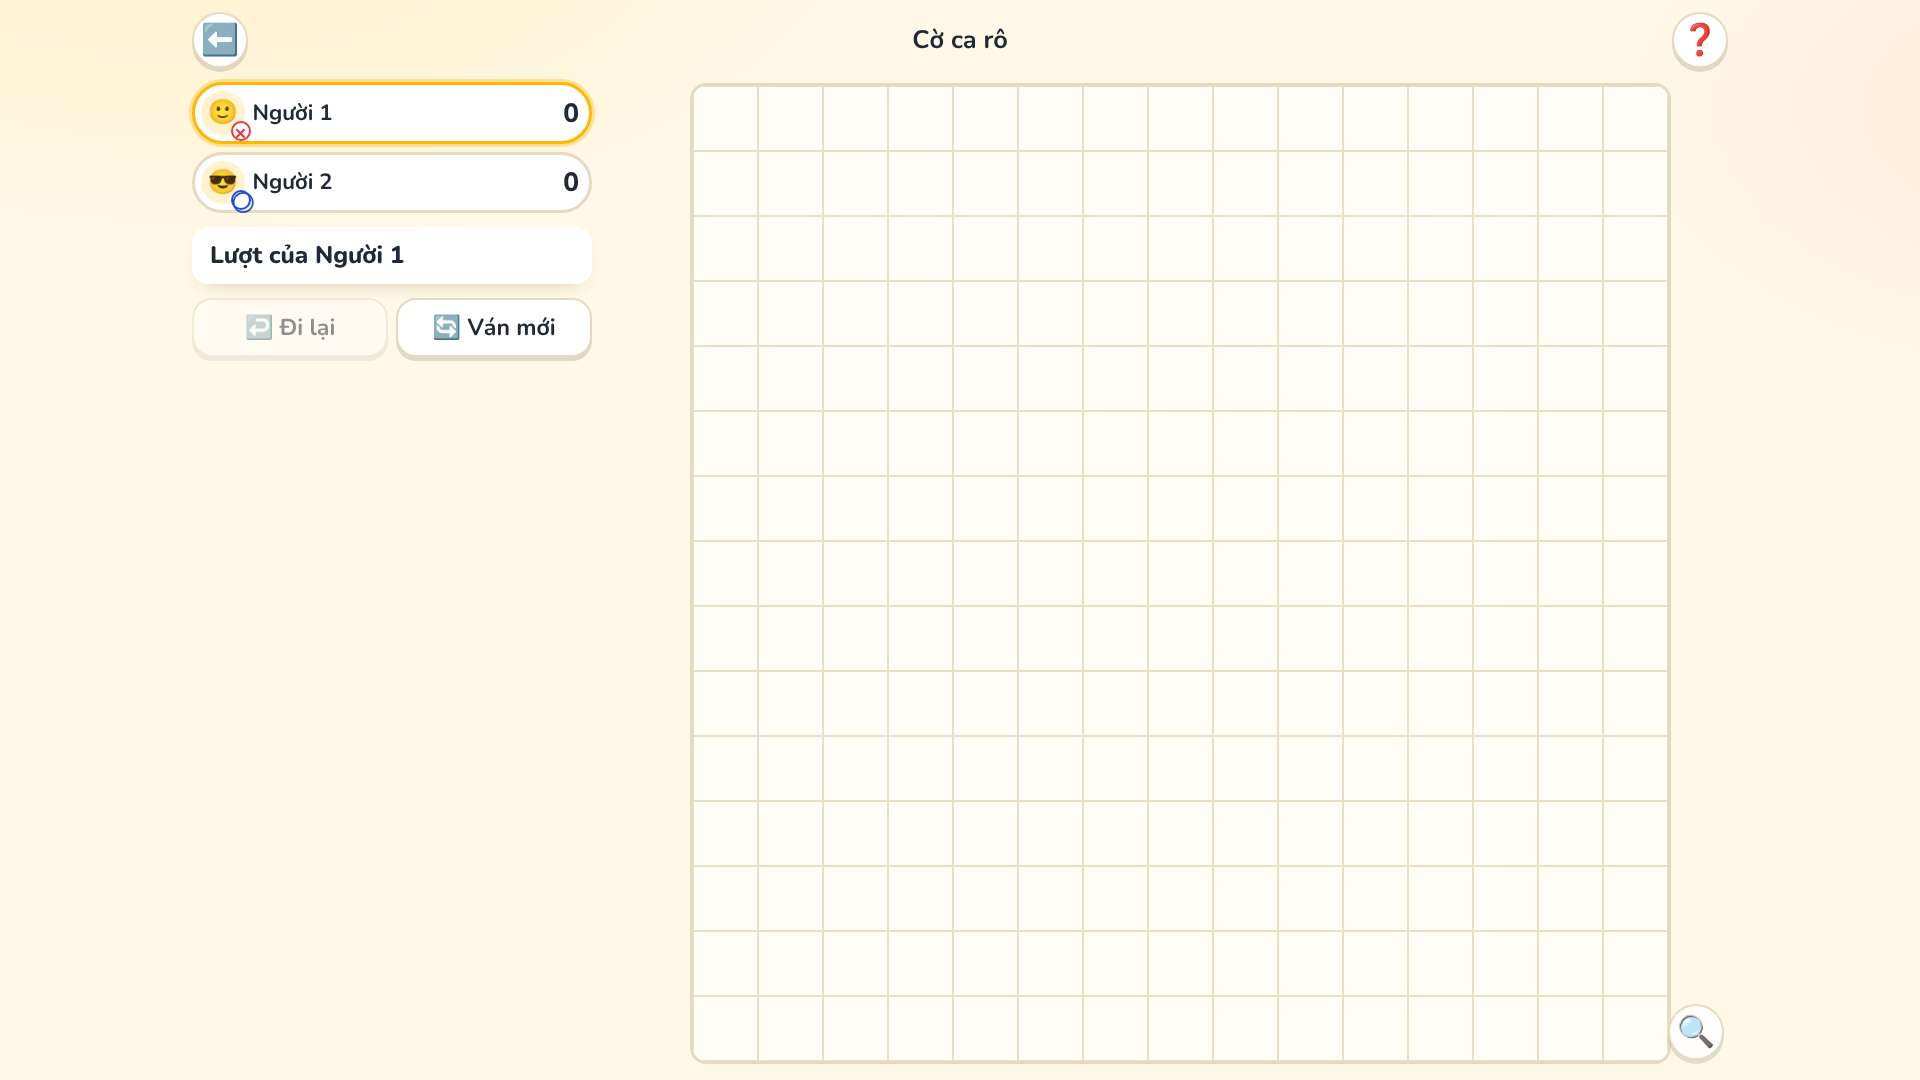 Cờ ca rô
Người 1 0
Người 2 0
Lượt của Người 1
Đi lại
Ván mới